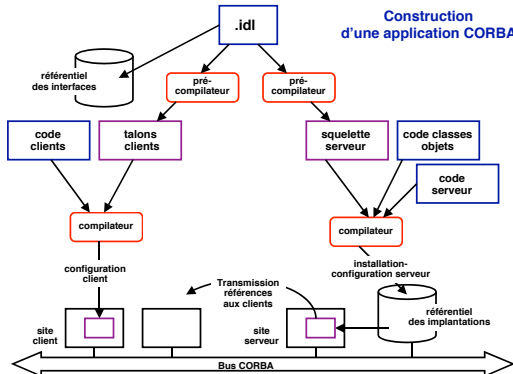 Construction
d'une application CORBA
.idl
référentiel
des interfaces
pré-
compilateur
pré-
compilateur
code
clients
talons
clients
squelette
serveur
code classes
objets
code
serveur
compilateur
compilateur
configuration
client
installation-
configuration serveur
Transmission
références
aux clients
site
client
site
serveur
référentiel
des implantations
Bus CORBA